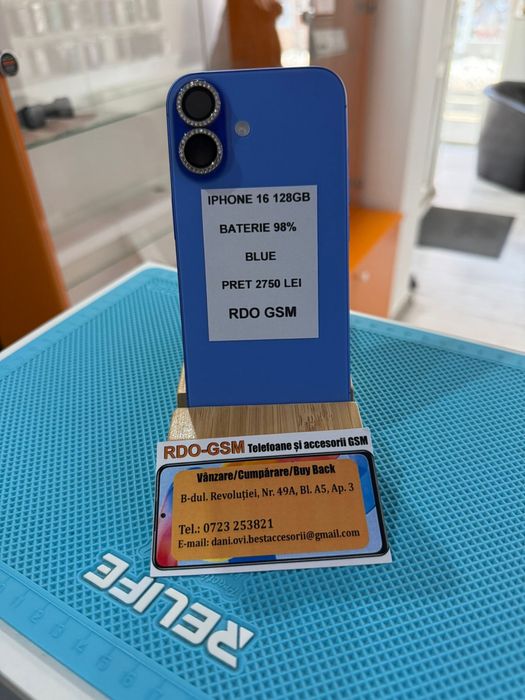 IPHONE 16 128GB
BATERIE 98%
BLUE
PRET 2750 LEI
RDO GSM
RDO-GSM Telefoane și accesorii GSM
Vânzare/Cumpărare/Buy Back
B-dul. Revoluției, Nr. 49A, Bl. A5, Ap. 3
Tel.: 0723 253821
E-mail: dani.ovi.bestaccesorii@gmail.com
RELIFE